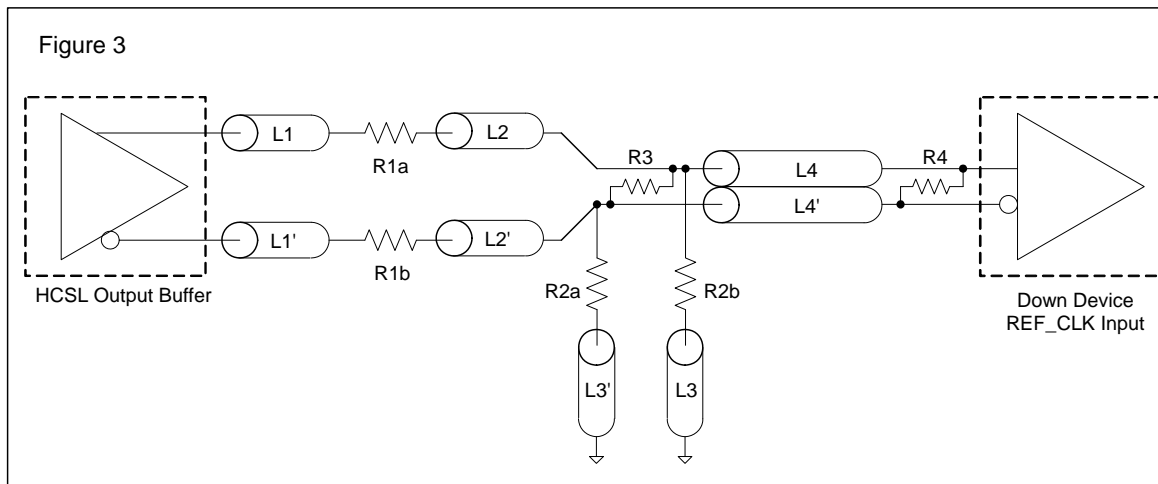 Figure 3
L1
R1a
L2
R3
L4
R4
L4'
L1'
R1b
L2'
HCSL Output Buffer
R2a
R2b
Down Device
REF_CLK Input
L3'
L3